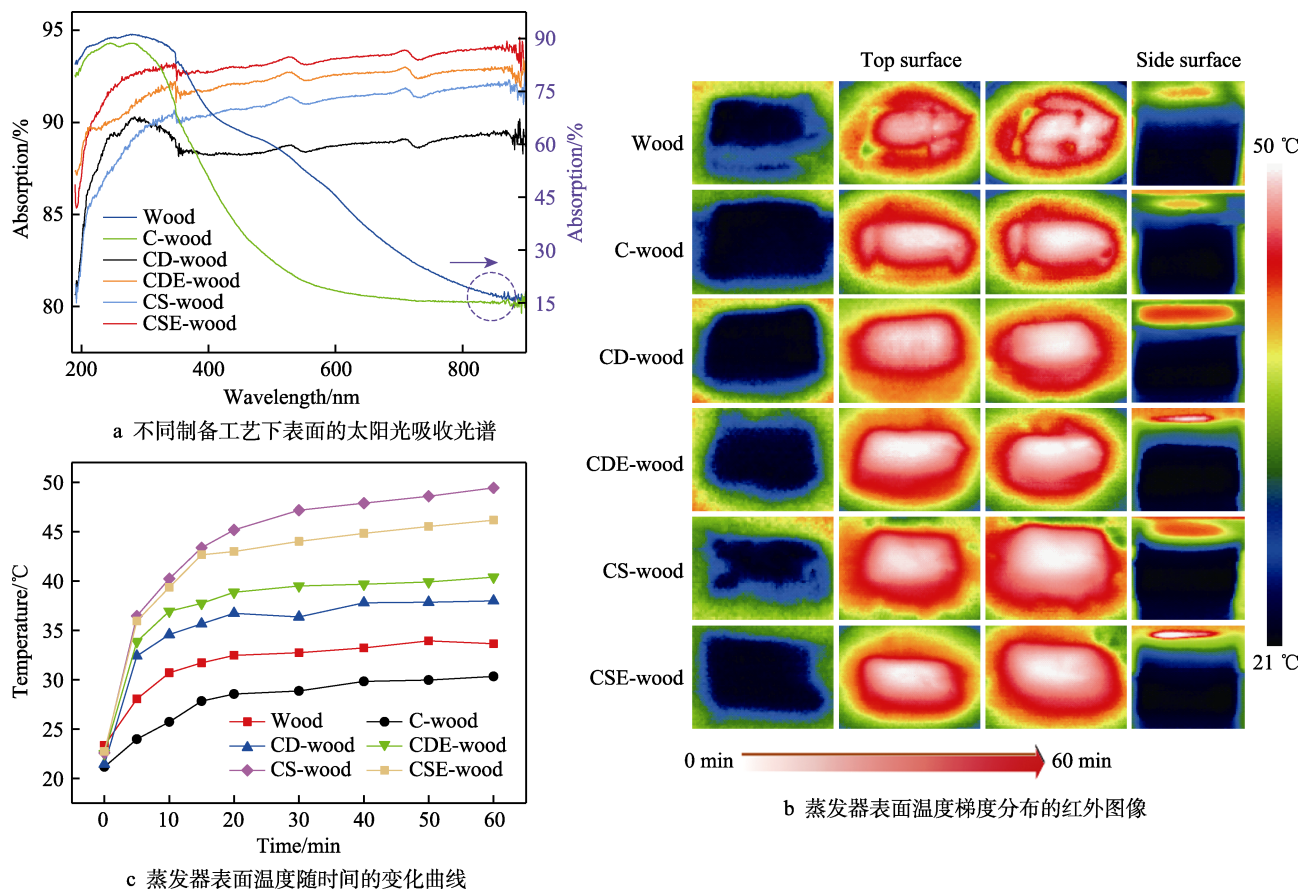 95
90
85
80
Absorption/%
90
75
60
45
30
15
Absorption/%
Wood
C-wood
CD-wood
CDE-wood
CS-wood
CSE-wood
200
400
600
800
Wavelength/nm
a 不同制备工艺下表面的太阳光吸收光谱
Top surface
Side surface
Wood
C-wood
CD-wood
CDE-wood
CS-wood
CSE-wood
50 ℃
21 ℃
0 min
60 min
b 蒸发器表面温度梯度分布的红外图像
50
45
40
35
30
25
20
Temperature/℃
Wood
C-wood
CD-wood
CDE-wood
CS-wood
CSE-wood
0
10
20
30
40
50
60
Time/min
c 蒸发器表面温度随时间的变化曲线